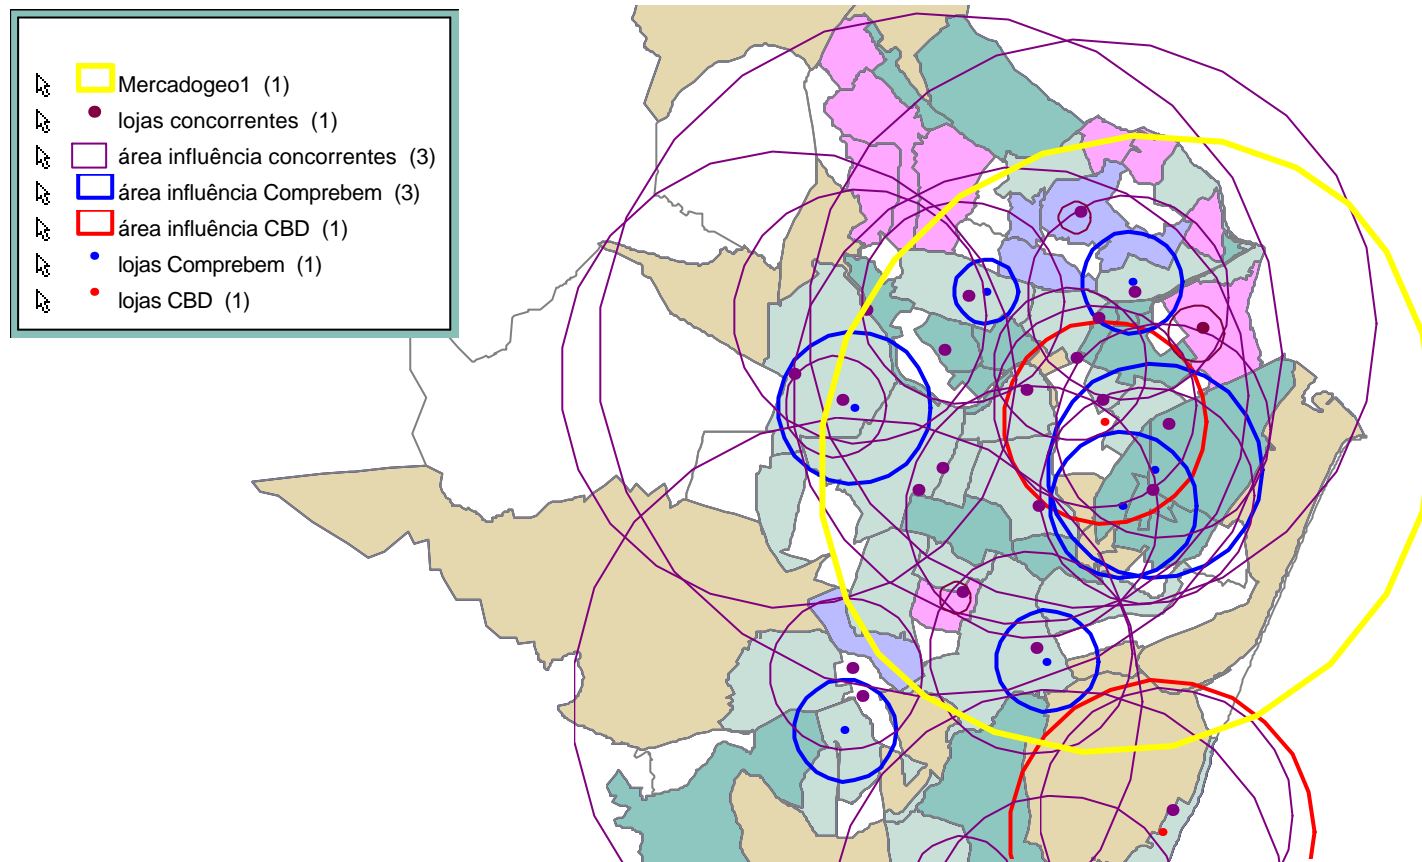 Mercadogeo1 (1)
lojas concorrentes (1)
área influência concorrentes (3)
área influência Comprebem (3)
área influência CBD (1)
lojas Comprebem (1)
lojas CBD (1)